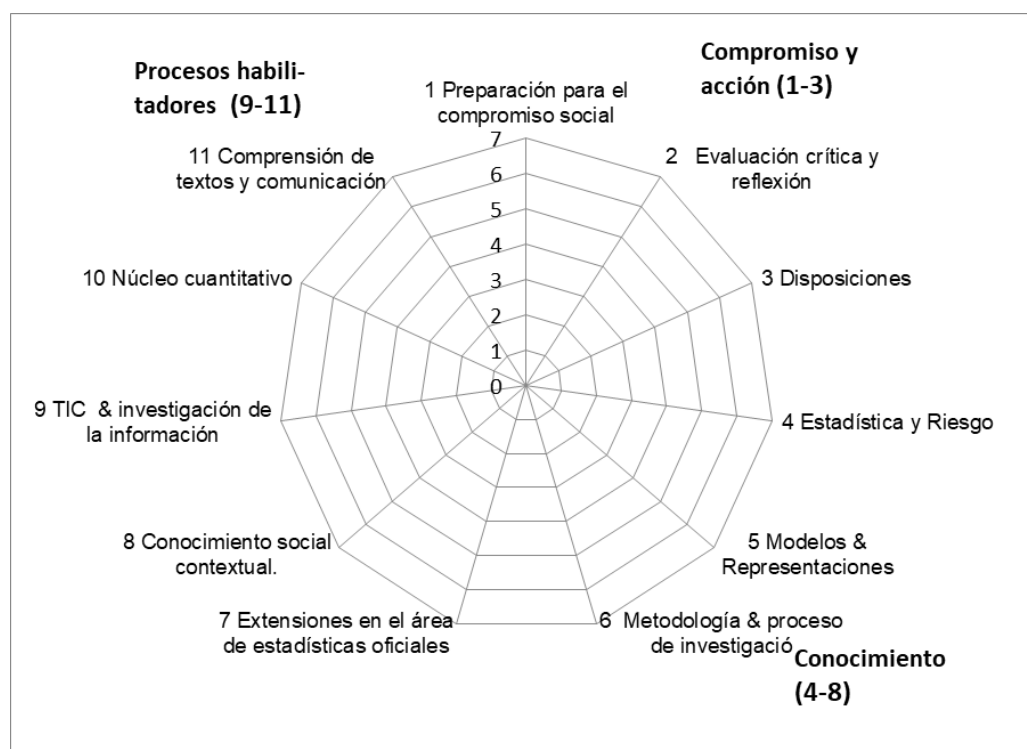 Procesos habili-
tadores (9-11)
Compromiso y
acción (1-3)
1 Preparación para el
compromiso social
2 Evaluación crítica y
reflexión
3 Disposiciones
4 Estadística y Riesgo
5 Modelos &
Representaciones
6 Metodología & proceso
de investigació
Conocimiento
(4-8)
7 Extensiones en el área
de estadísticas oficiales
8 Conocimiento social
contextual.
9 TIC & investigación de
la información
10 Núcleo cuantitativo
11 Comprensión de
textos y comunicación
7
6
5
4
3
2
1
0